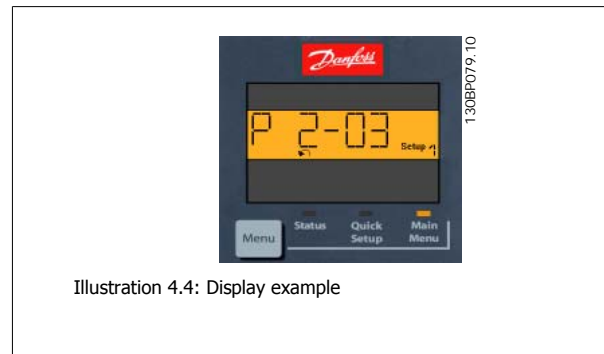 Danfoss
130BP079.10
P 2-03
Setup 1
Menu
Status
Quick Setup
Main Menu
Illustration 4.4: Display example